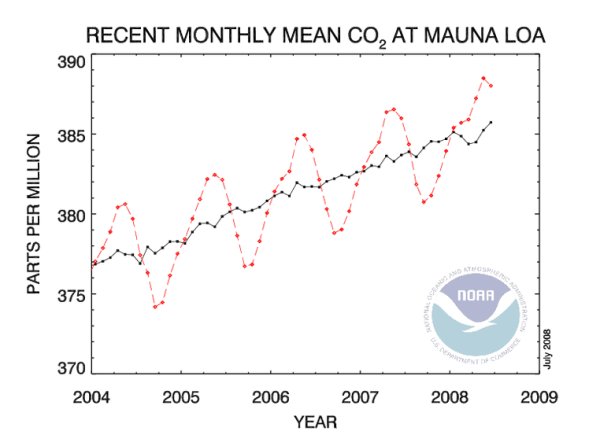 RECENT MONTHLY MEAN CO2 AT MAUNA LOA
390
385
380
375
370
PARTS PER MILLION
2004 2005 2006 2007 2008 2009
YEAR
NATIONAL OCEANIC AND ATMOSPHERIC ADMINISTRATION
NOAA
U.S. DEPARTMENT OF COMMERCE
July 2008